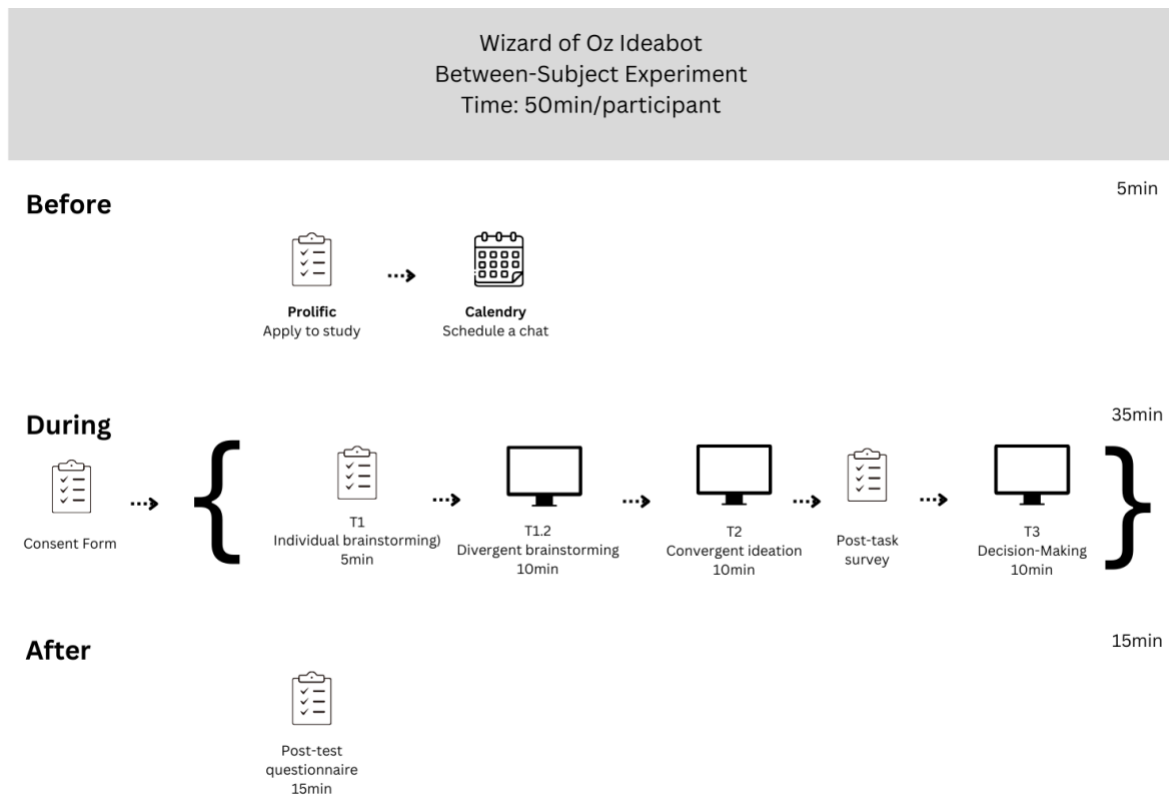 Wizard of Oz Ideabot
Between-Subject Experiment
Time: 50min/participant
Before
5min
Prolific
Apply to study
Calendry
Schedule a chat
During
35min
Consent Form
T1
Individual brainstorming)
5min
T1.2
Divergent brainstorming
10min
T2
Convergent ideation
10min
Post-task
survey
T3
Decision-Making
10min
After
15min
Post-test
questionnaire
15min